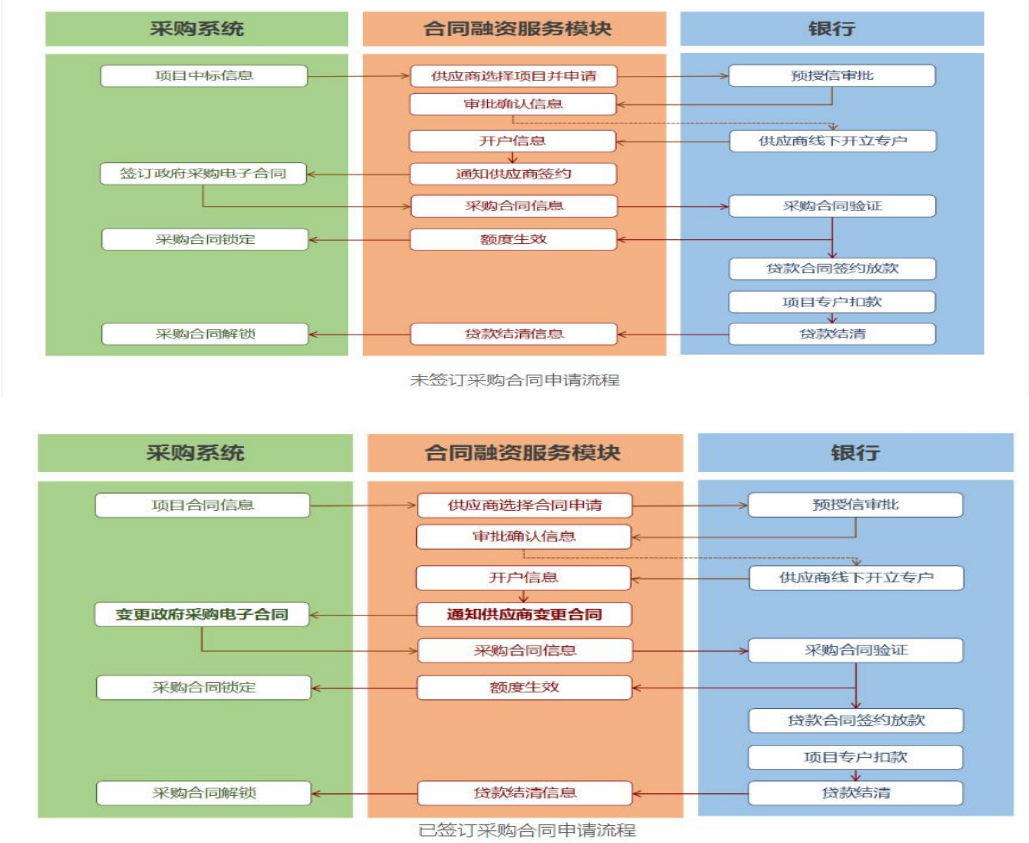 采购系统 合同融资服务模块 银行
项目中标信息 供应商选择项目并申请 预授信审批
审批确认信息
开户信息 供应商线下开立专户
签订政府采购电子合同 通知供应商签约
采购合同信息 采购合同验证
采购合同锁定 额度生效
贷款合同签约放款
项目专户扣款
采购合同解锁 贷款结清信息 贷款结清
未签订采购合同申请流程
采购系统 合同融资服务模块 银行
项目合同信息 供应商选择合同申请 预授信审批
审批确认信息
开户信息 供应商线下开立专户
变更政府采购电子合同 通知供应商变更合同
采购合同信息 采购合同验证
采购合同锁定 额度生效
贷款合同签约放款
项目专户扣款
采购合同解锁 贷款结清信息 贷款结清
已签订采购合同申请流程